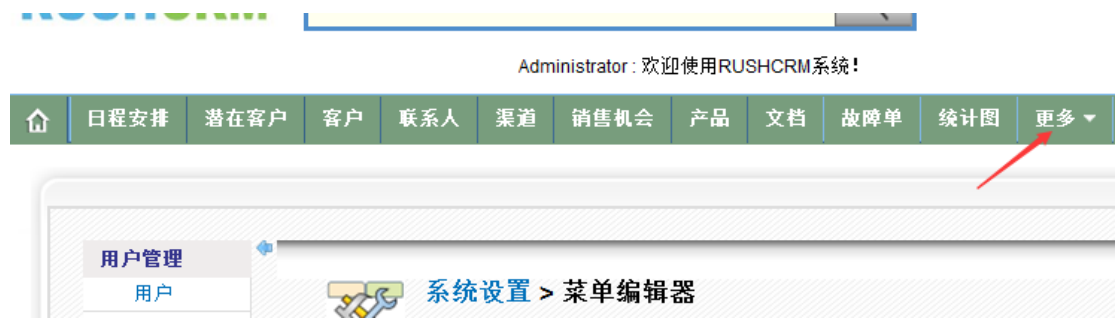 RUSHCRM
Administrator : 欢迎使用RUSHCRM系统!
日程安排 潜在客户 客户 联系人 渠道 销售机会 产品 文档 故障单 统计图 更多
用户管理
用户
系统设置 > 菜单编辑器